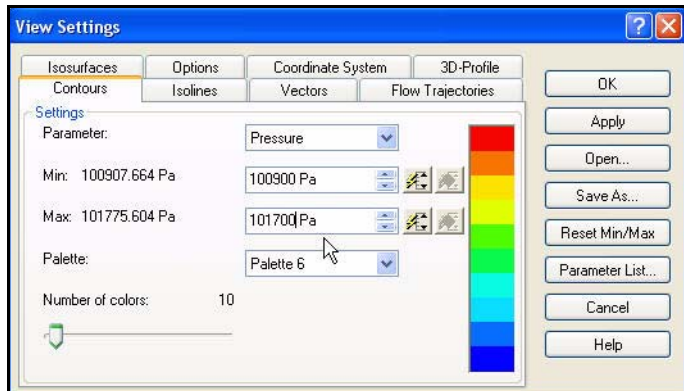 View Settings
Isosurfaces Options Coordinate System 3D-Profile
Contours Isolines Vectors Flow Trajectories
Settings
Parameter: Pressure
Min: 100907.664 Pa 100900 Pa
Max: 101775.604 Pa 101700 Pa
Palette: Palette 6
Number of colors: 10
OK
Apply
Open...
Save As...
Reset Min/Max
Parameter List...
Cancel
Help